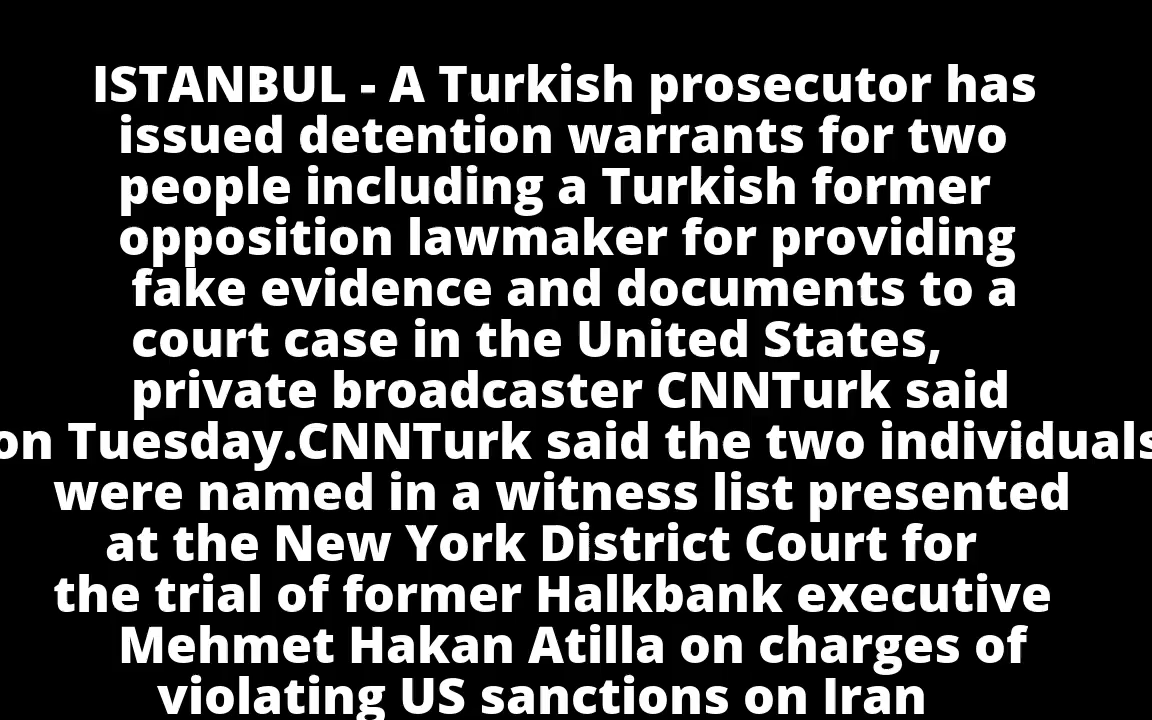 ISTANBUL - A Turkish prosecutor has
issued detention warrants for two
people including a Turkish former
opposition lawmaker for providing
fake evidence and documents to a
court case in the United States,
private broadcaster CNNTurk said
on Tuesday.CNNTurk said the two individuals
were named in a witness list presented
at the New York District Court for
the trial of former Halkbank executive
Mehmet Hakan Atilla on charges of
violating US sanctions on Iran